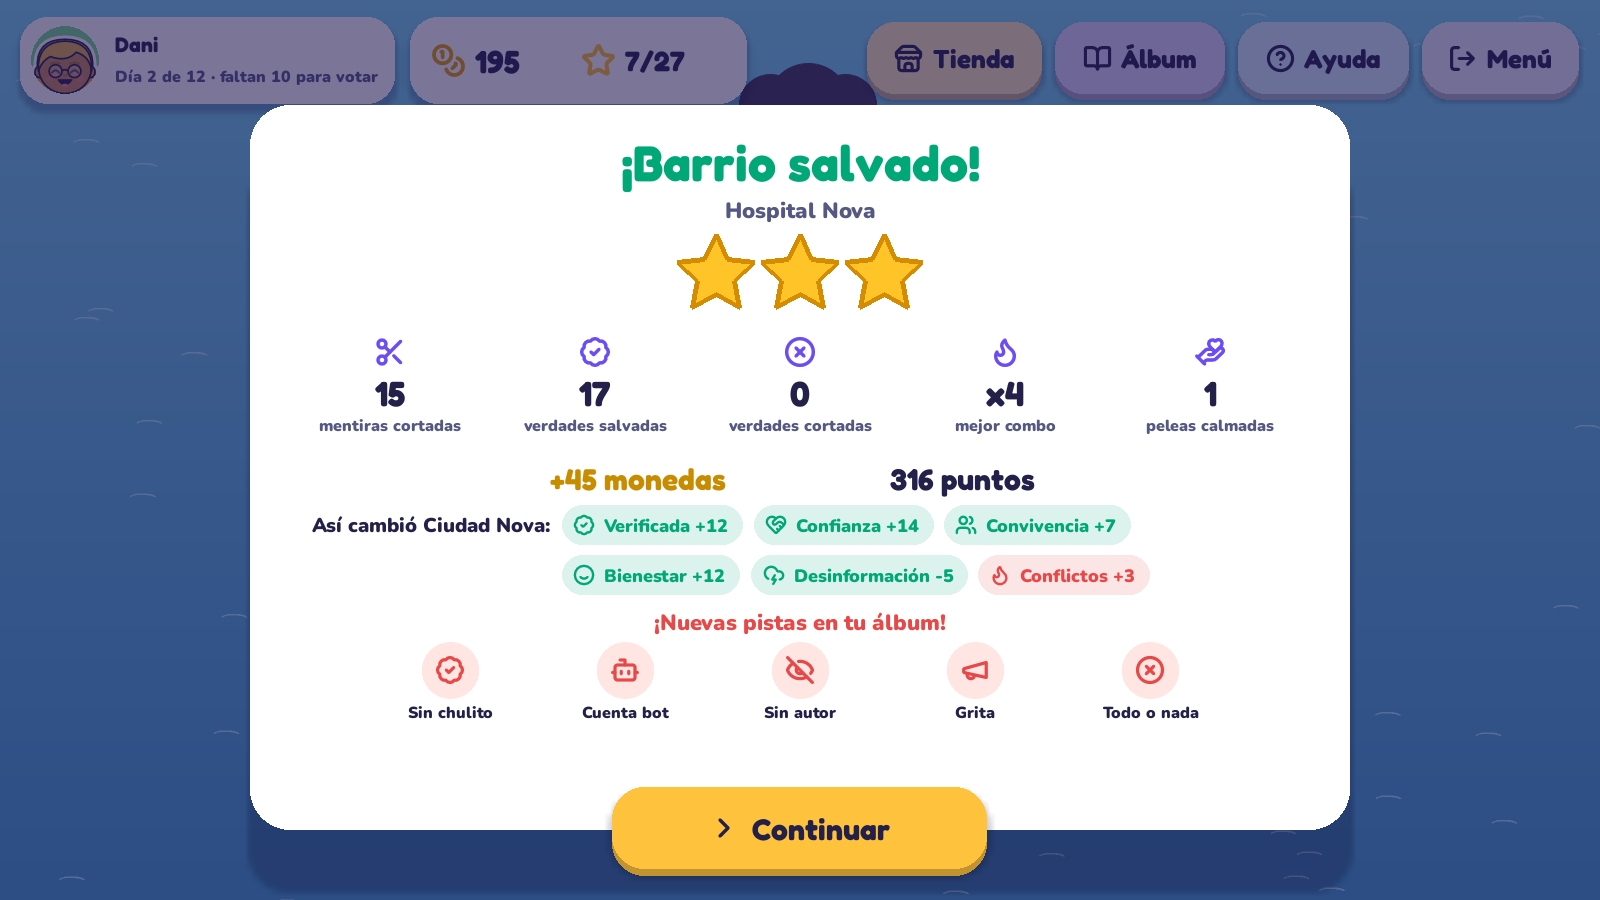 Dani
Día 2 de 12 · faltan 10 para votar
195
7/27
Tienda
Álbum
Ayuda
Menú
¡Barrio salvado!
Hospital Nova
15
mentiras cortadas
17
verdades salvadas
0
verdades cortadas
x4
mejor combo
1
peleas calmadas
+45 monedas
316 puntos
Así cambió Ciudad Nova:
Verificada +12
Confianza +14
Convivencia +7
Bienestar +12
Desinformación -5
Conflictos +3
¡Nuevas pistas en tu álbum!
Sin chulito
Cuenta bot
Sin autor
Grita
Todo o nada
Continuar